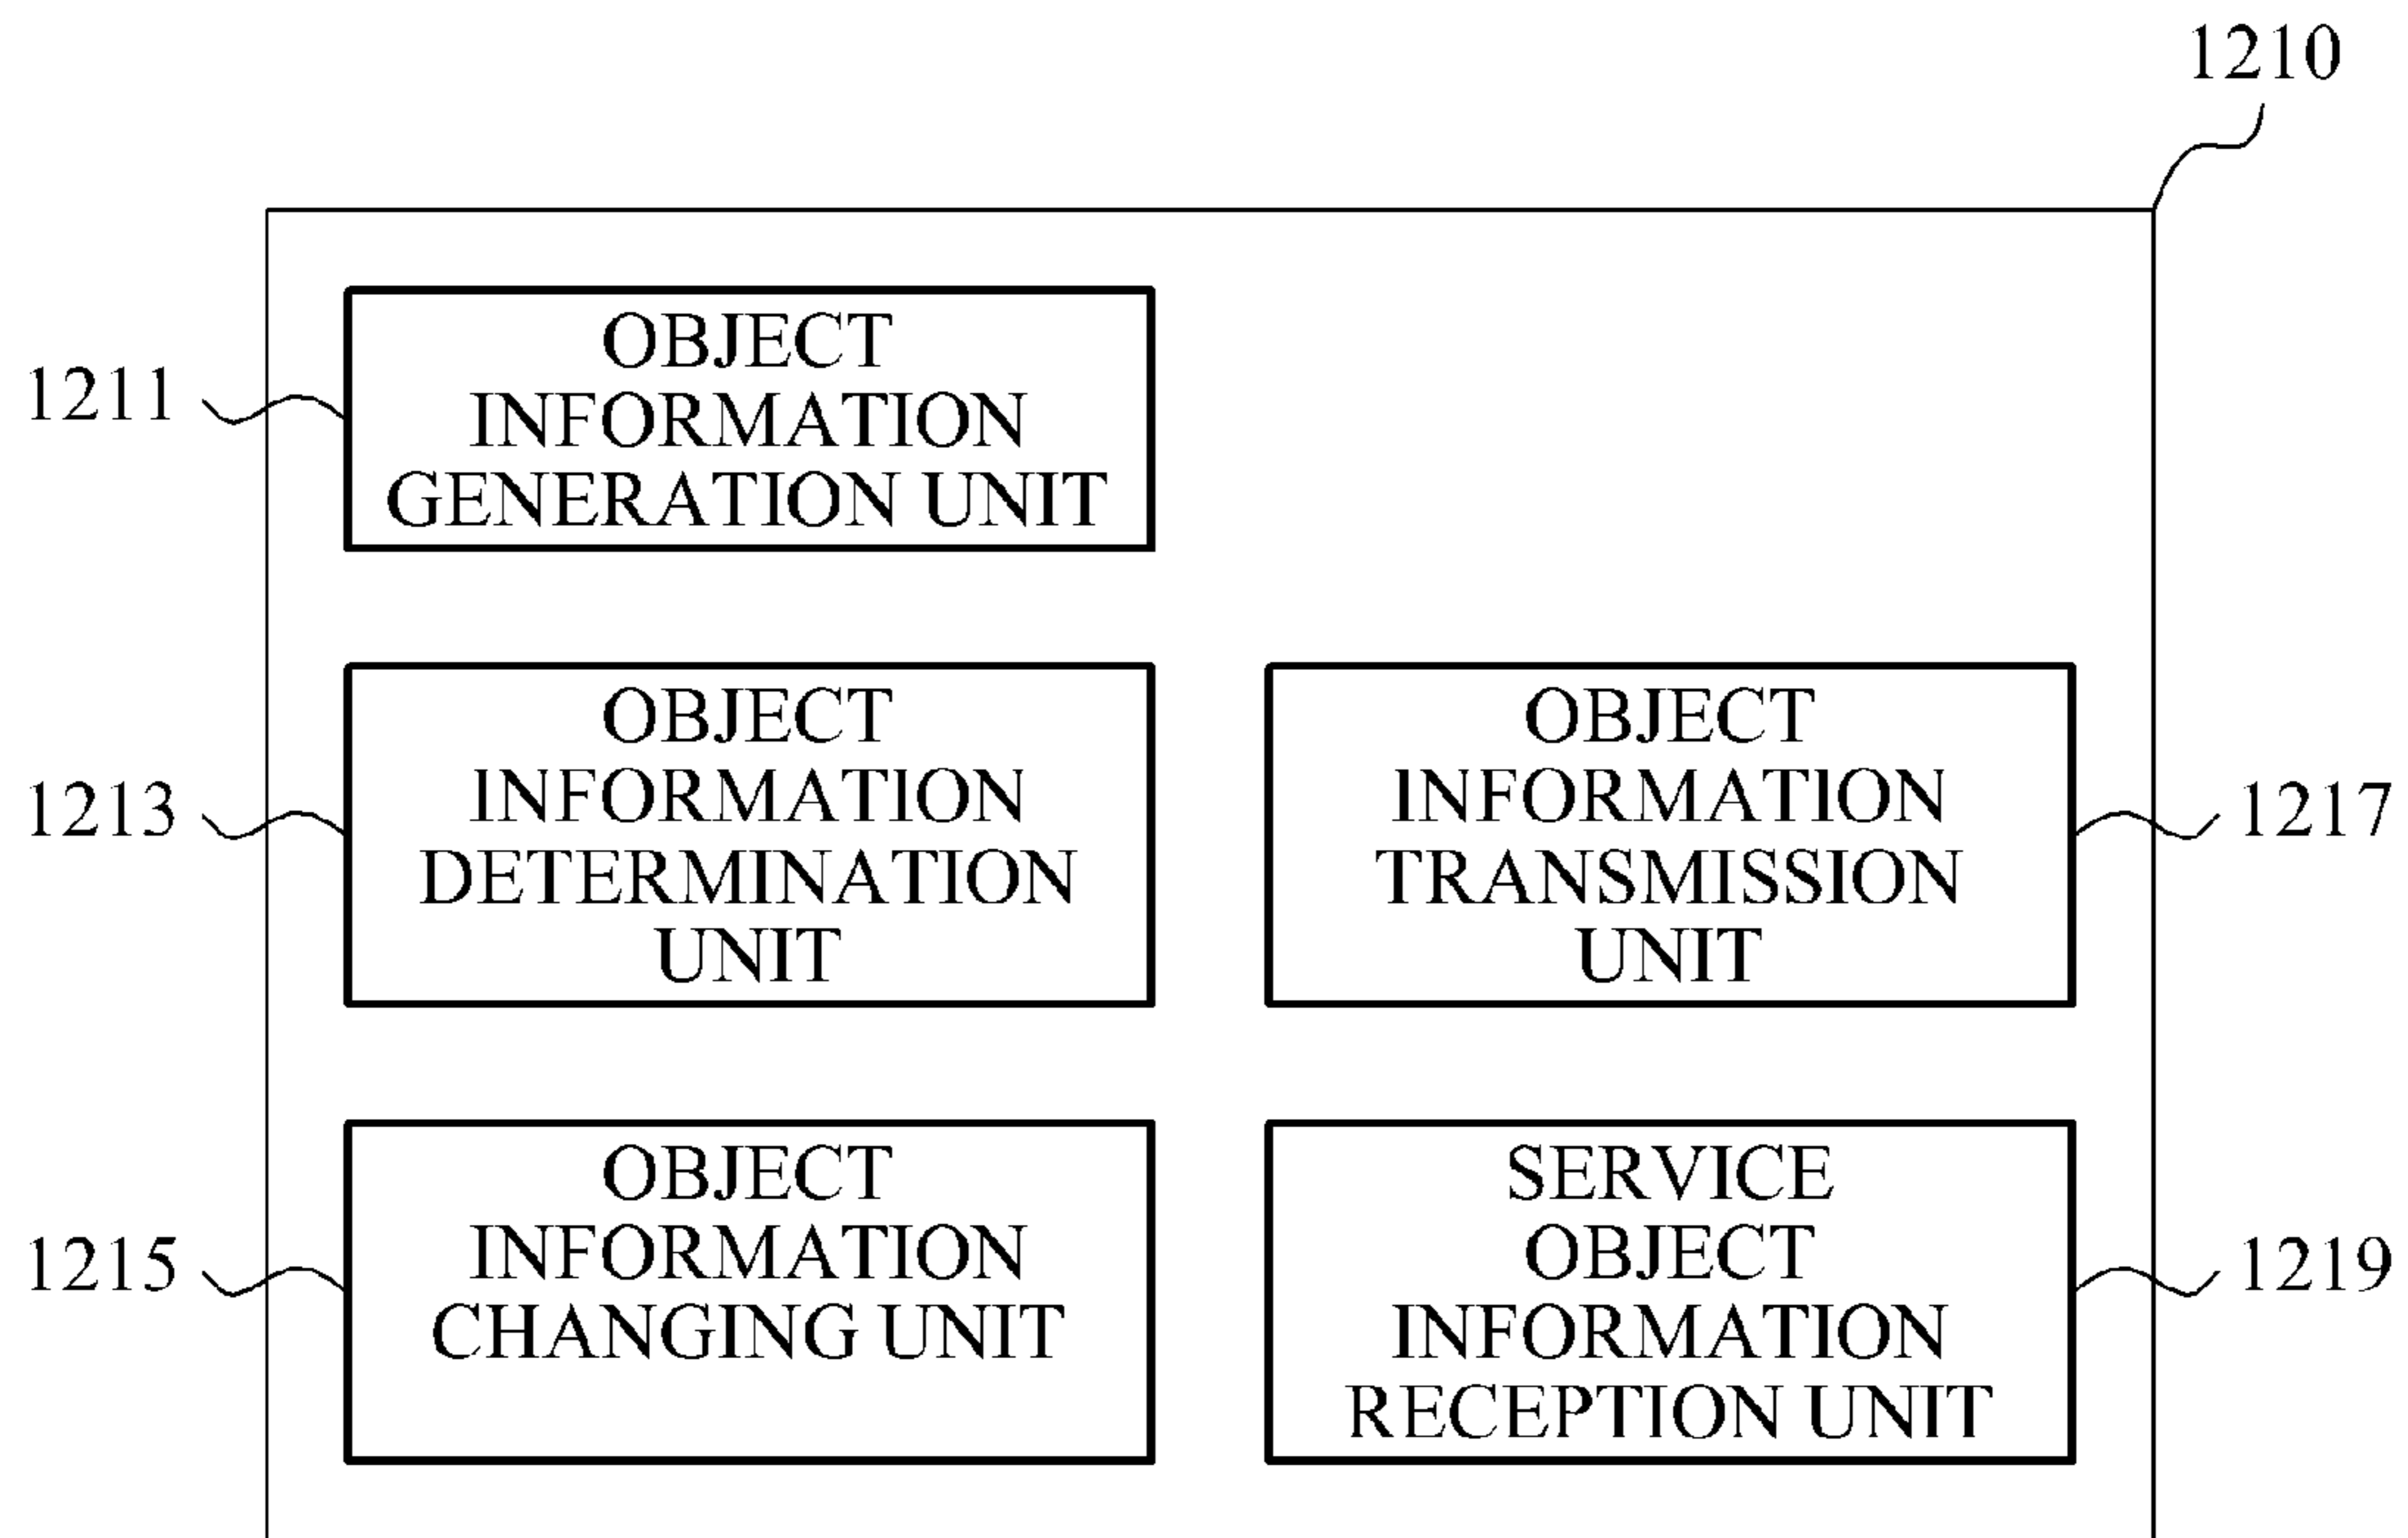 1210
1211
OBJECT
INFORMATION
GENERATION UNIT
1213
OBJECT
INFORMATION
DETERMINATION
UNIT
OBJECT
INFORMATION
TRANSMISSION
UNIT
1217
1215
OBJECT
INFORMATION
CHANGING UNIT
SERVICE
OBJECT
INFORMATION
RECEPTION UNIT
1219